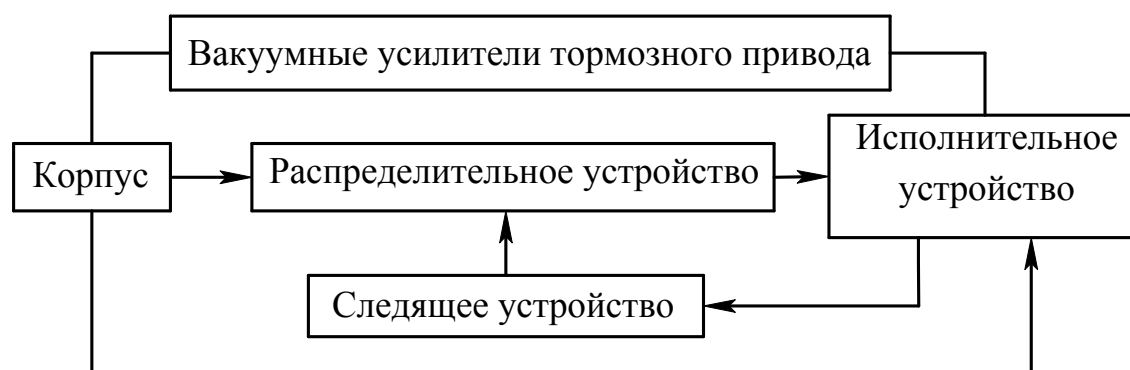 Вакуумные усилители тормозного привода
Корпус
Распределительное устройство
Исполнительное
устройство
Следящее устройство